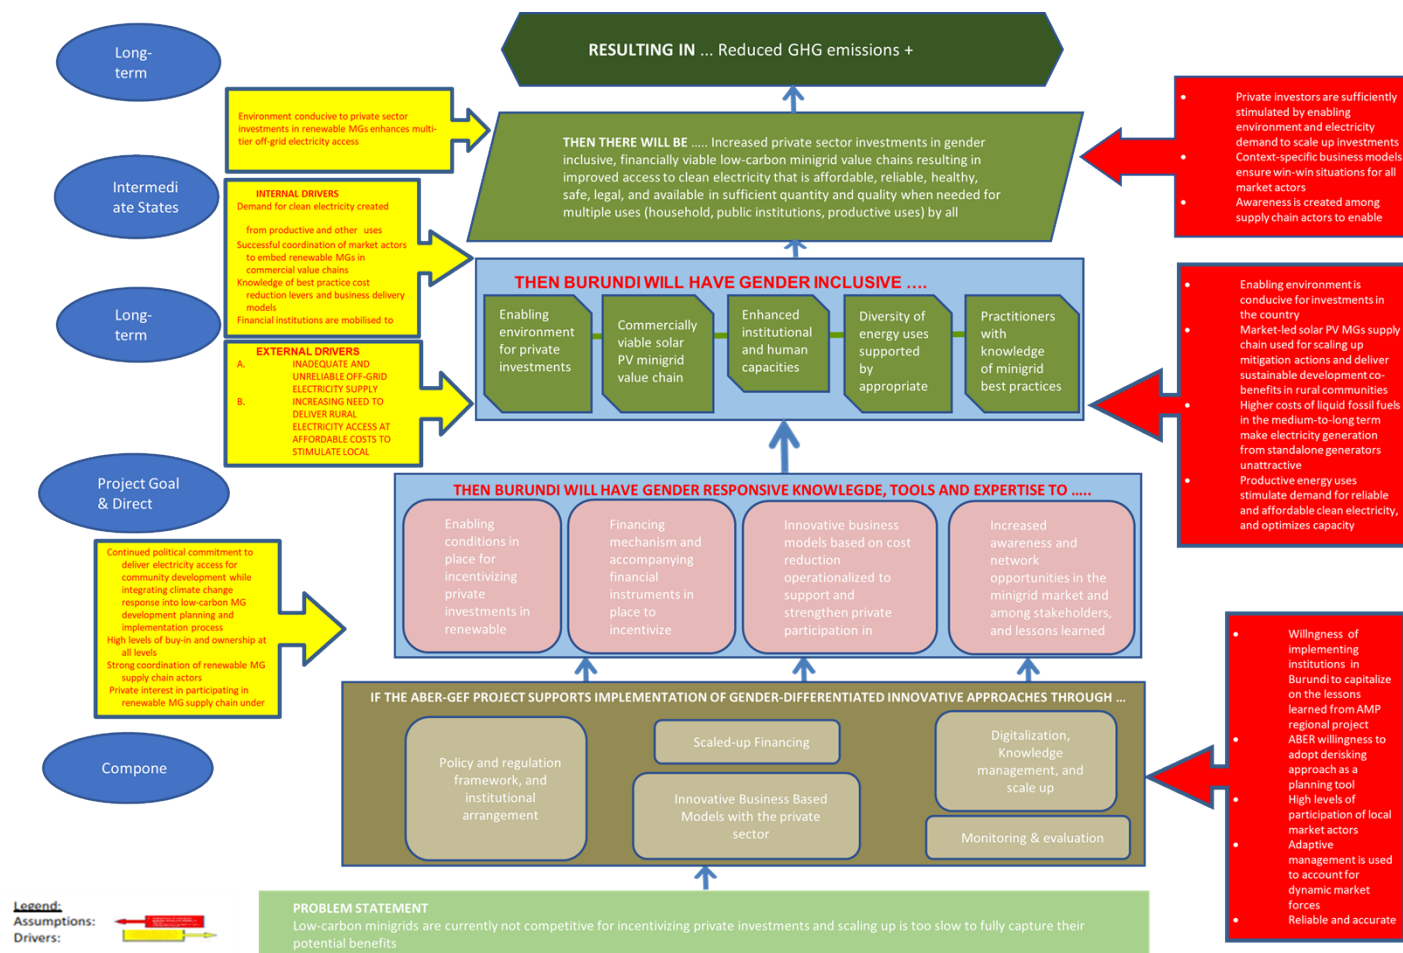 Long-
term
RESULTING IN ... Reduced GHG emissions +
Environment conducive to private sector
investments in renewable MGs enhances multi-
tier off-grid electricity access
THEN THERE WILL BE ..... Increased private sector investments in gender
inclusive, financially viable low-carbon minigrid value chains resulting in
improved access to clean electricity that is affordable, reliable, healthy,
safe, legal, and available in sufficient quantity and quality when needed for
multiple uses (household, public institutions, productive uses) by all
• Private investors are sufficiently
stimulated by enabling
environment and electricity
demand to scale up investments
• Context-specific business models
ensure win-win situations for all
market actors
• Awareness is created among
supply chain actors to enable
Intermedi
ate States
INTERNAL DRIVERS
Demand for clean electricity created
from productive and other uses
Successful coordination of market actors
to embed renewable MGs in
commercial value chains
Knowledge of best practice cost
reduction levers and business delivery
models
Financial institutions are mobilised to
Long-
term
THEN BURUNDI WILL HAVE GENDER INCLUSIVE ....
Enabling
environment
for private
investments
Commercially
viable solar
PV minigrid
value chain
Enhanced
institutional
and human
capacities
Diversity of
energy uses
supported
by
appropriate
Practitioners
with
knowledge
of minigrid
best practices
• Enabling environment is
conducive for investments in
the country
• Market-led solar PV MGs supply
chain used for scaling up
mitigation actions and deliver
sustainable development co-
benefits in rural communities
• Higher costs of liquid fossil fuels
in the medium-to-long term
make electricity generation
from standalone generators
unattractive
• Productive energy uses
stimulate demand for reliable
and affordable clean electricity,
and optimizes capacity
EXTERNAL DRIVERS
A. INADEQUATE AND
UNRELIABLE OFF-GRID
ELECTRICITY SUPPLY
B. INCREASING NEED TO
DELIVER RURAL
ELECTRICITY ACCESS AT
AFFORDABLE COSTS TO
STIMULATE LOCAL
Project Goal
& Direct
THEN BURUNDI WILL HAVE GENDER RESPONSIVE KNOWLEGDE, TOOLS AND EXPERTISE TO .....
Enabling
conditions in
place for
incentivizing
private
investments in
renewable
Financing
mechanism and
accompanying
financial
instruments in
place to
incentivize
Innovative business
models based on cost
reduction
operationalized to
support and
strengthen private
participation in
Increased
awareness and
network
opportunities in the
minigrid market and
among stakeholders,
and lessons learned
Continued political commitment to
deliver electricity access for
community development while
integrating climate change
response into low-carbon MG
development planning and
implementation process
High levels of buy-in and ownership at
all levels
Strong coordination of renewable MG
supply chain actors
Private interest in participating in
renewable MG supply chain under
• Willngness of
implementing
institutions in
Burundi to capitalize
on the lessons
learned from AMP
regional project
• ABER willingness to
adopt derisking
approach as a
planning tool
• High levels of
participation of local
market actors
• Adaptive
management is used
to account for
dynamic market
forces
• Reliable and accurate
Compone
IF THE ABER-GEF PROJECT SUPPORTS IMPLEMENTATION OF GENDER-DIFFERENTIATED INNOVATIVE APPROACHES THROUGH ...
Policy and regulation
framework, and
institutional
arrangement
Scaled-up Financing
Innovative Business Based
Models with the private
sector
Digitalization,
Knowledge
management, and
scale up
Monitoring & evaluation
PROBLEM STATEMENT
Low-carbon minigrids are currently not competitive for incentivizing private investments and scaling up is too slow to fully capture their
potential benefits
Legend:
Assumptions:
Drivers: